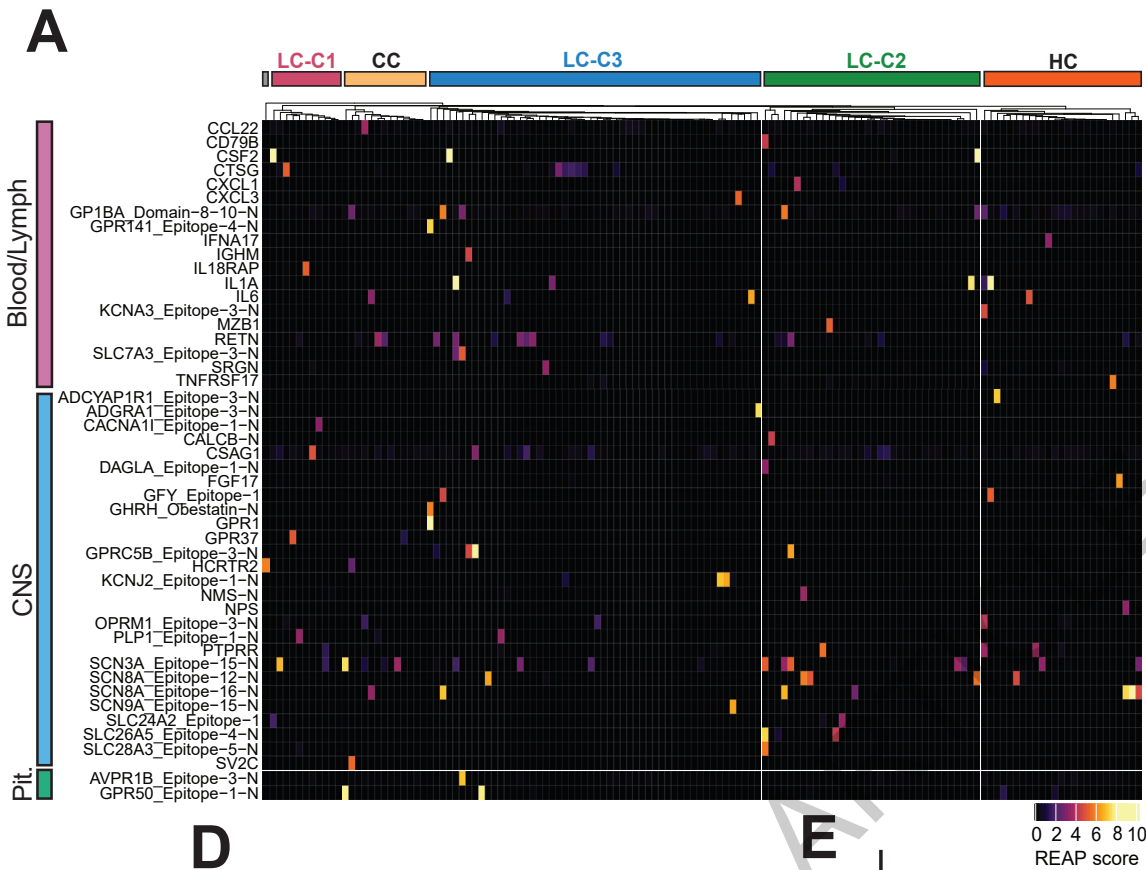 A
LC-C1 CC LC-C3 LC-C2 HC
Blood/Lymph
CCL22
CD79B
CSF2
CTSG
CXCL1
CXCL3
GP1BA_Domain−8−10−N
GPR141_Epitope−4−N
IFNA17
IGHM
IL18RAP
IL1A
IL6
KCNA3_Epitope−3−N
MZB1
RETN
SLC7A3_Epitope−3−N
SRGN
TNFRSF17
CNS
ADCYAP1R1_Epitope−3−N
ADGRA1_Epitope−3−N
CACNA1I_Epitope−1−N
CALCB−N
CSAG1
DAGLA_Epitope−1−N
FGF17
GFY_Epitope−1
GHRH_Obestatin−N
GPR1
GPR37
GPRC5B_Epitope−3−N
HCRTR2
KCNJ2_Epitope−1−N
NMS−N
NPS
OPRM1_Epitope−3−N
PLP1_Epitope−1−N
PTPRR
SCN3A_Epitope−15−N
SCN8A_Epitope−12−N
SCN8A_Epitope−16−N
SCN9A_Epitope−15−N
SLC24A2_Epitope−1
SLC26A5_Epitope−4−N
SLC28A3_Epitope−5−N
SV2C
Pit.
AVPR1B_Epitope−3−N
GPR50_Epitope−1−N
0 2 4 6 8 10
REAP score
D E